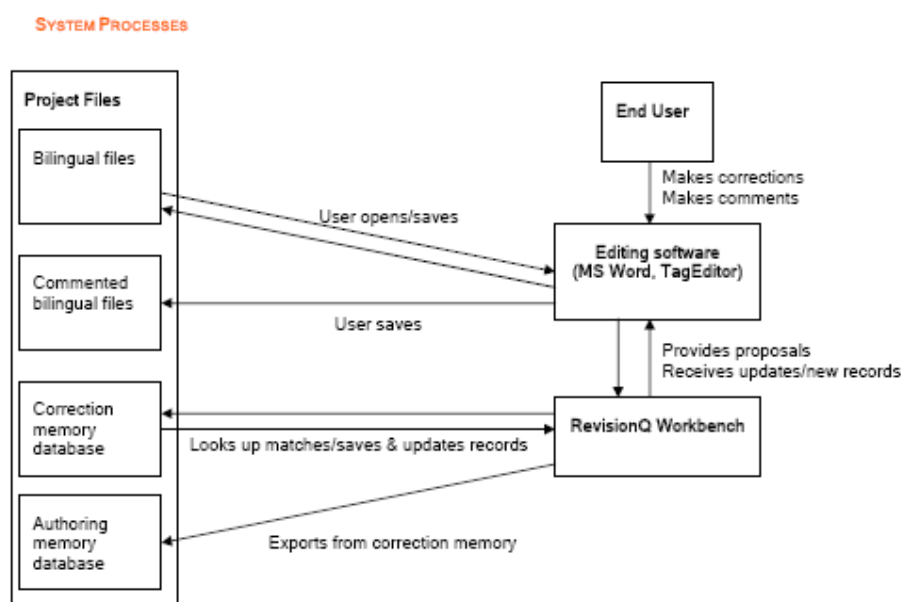 SYSTEM PROCESSES
Project Files
Bilingual files
Commented
bilingual files
Correction
memory
database
Authoring
memory
database
User opens/saves
User saves
Looks up matches/saves & updates records
Exports from correction memory
End User
Makes corrections
Makes comments
Editing software
(MS Word, TagEditor)
Provides proposals
Receives updates/new records
RevisionQ Workbench